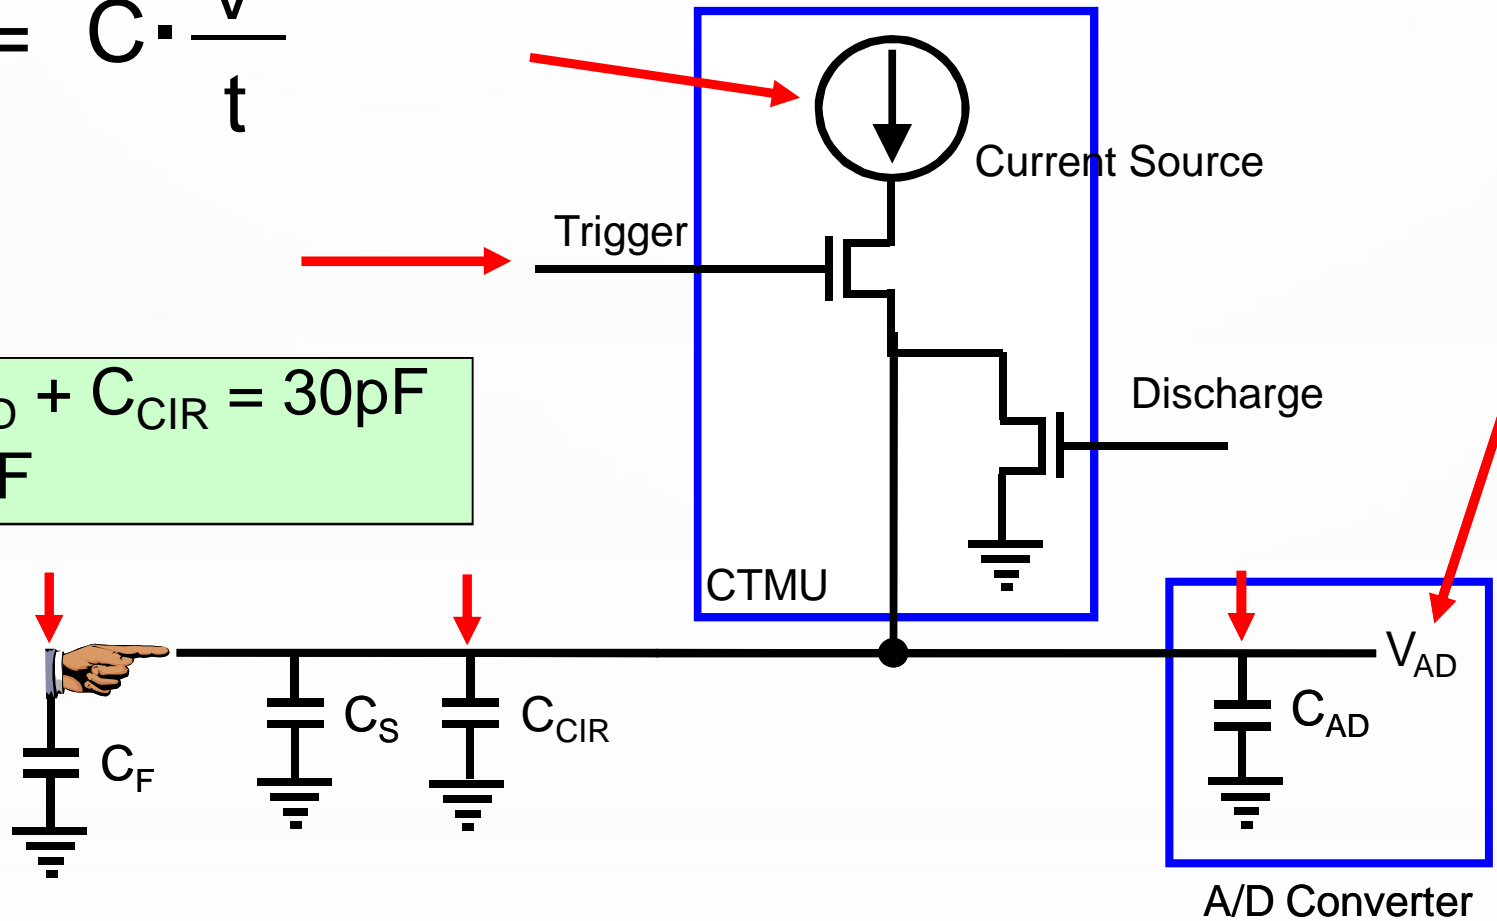 = C · V
t
Current Source
Trigger
D + C_CIR = 30pF
F
Discharge
CTMU
V_AD
C_S
C_CIR
C_AD
C_F
A/D Converter